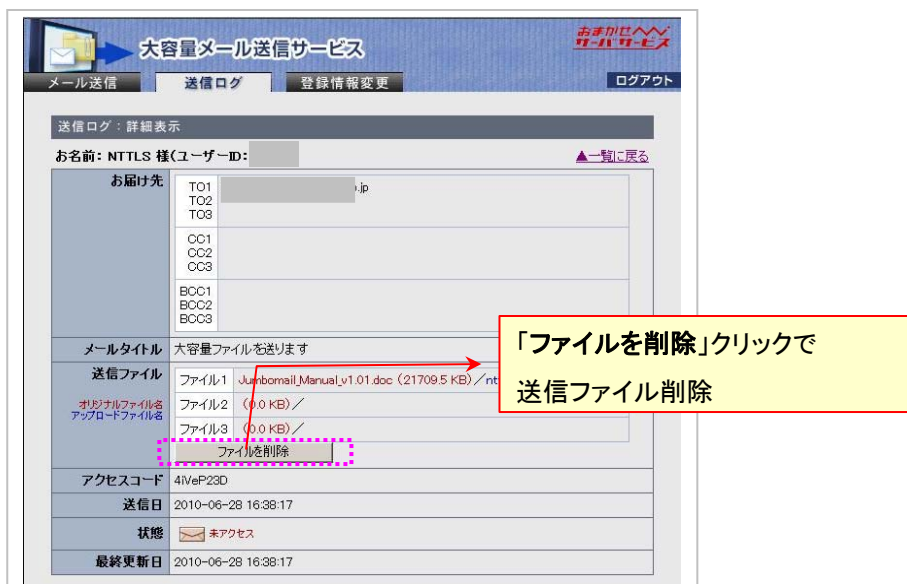 大容量メール送信サービス
おまかせ
サーバサービス
メール送信
送信ログ
登録情報変更
ログアウト
送信ログ：詳細表示
お名前: NTTLS 様(ユーザーID:
▲一覧に戻る
お届け先
TO1
.jp
TO2
TO3
CC1
CC2
CC3
BCC1
BCC2
BCC3
メールタイトル
大容量ファイルを送ります
送信ファイル
オリジナルファイル名
アップロードファイル名
ファイル1 Jumbomail_Manual_v1.01.doc (21709.5 KB)／nt
ファイル2 (0.0 KB)／
ファイル3 (0.0 KB)／
ファイルを削除
「ファイルを削除」クリックで
送信ファイル削除
アクセスコード
4iVeP23D
送信日
2010-06-28 16:38:17
状態
未アクセス
最終更新日
2010-06-28 16:38:17